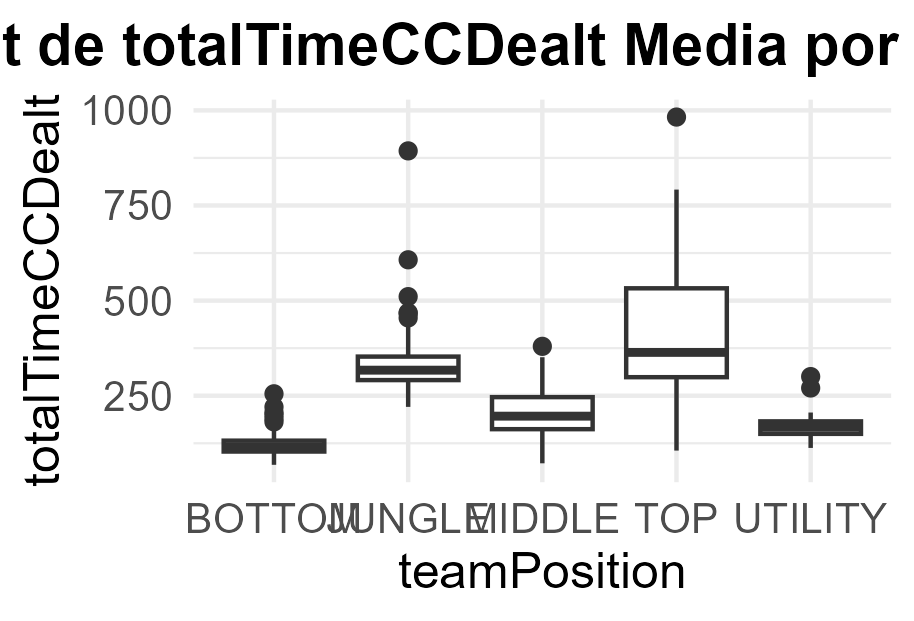 t de totalTimeCCDealt Media por
totalTimeCCDealt
1000
750
500
250
BOTTOM JUNGLE MIDDLE TOP UTILITY
teamPosition